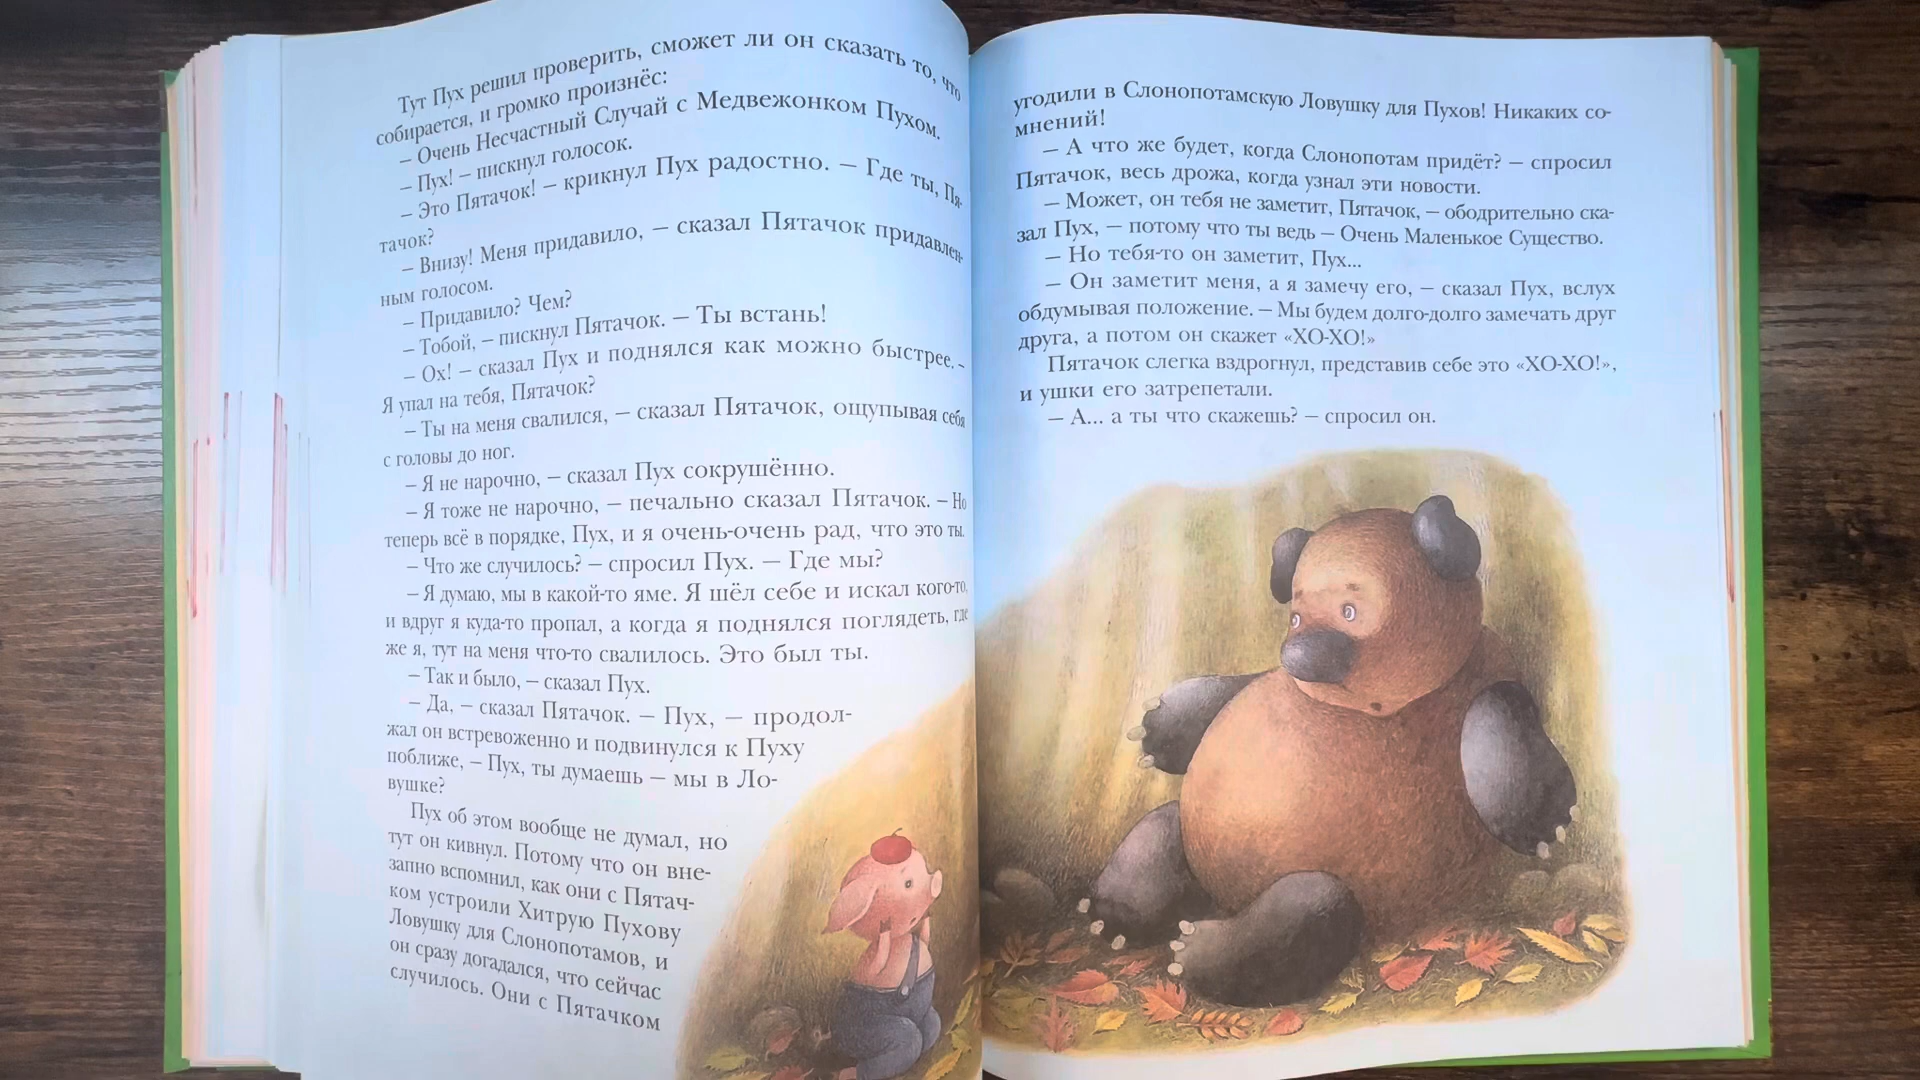 Тут Пух решил проверить, сможет ли он сказать то, что
собирается, и громко произнёс:
– Очень Несчастный Случай с Медвежонком Пухом.
– Пух! – пискнул голосок.
– Это Пятачок! – крикнул Пух радостно. – Где ты, Пя-
тачок?
– Внизу! Меня придавило, – сказал Пятачок придавлен-
ным голосом.
– Придавило? Чем?
– Тобой, – пискнул Пятачок. – Ты встань!
– Ох! – сказал Пух и поднялся как можно быстрее. –
Я упал на тебя, Пятачок?
– Ты на меня свалился, – сказал Пятачок, ощупывая себя
с головы до ног.
– Я не нарочно, – сказал Пух сокрушённо.
– Я тоже не нарочно, – печально сказал Пятачок. – Но
теперь всё в порядке, Пух, и я очень-очень рад, что это ты.
– Что же случилось? – спросил Пух. – Где мы?
– Я думаю, мы в какой-то яме. Я шёл себе и искал кого-то,
и вдруг я куда-то пропал, а когда я поднялся поглядеть, где
же я, тут на меня что-то свалилось. Это был ты.
– Так и было, – сказал Пух.
– Да, – сказал Пятачок. – Пух, – продол-
жал он встревоженно и подвинулся к Пуху
поближе, – Пух, ты думаешь – мы в Ло-
вушке?
Пух об этом вообще не думал, но
тут он кивнул. Потому что он вне-
запно вспомнил, как они с Пятач-
ком устроили Хитрую Пухову
Ловушку для Слонопотамов, и
он сразу догадался, что сейчас
случилось. Они с Пятачком
угодили в Слонопотамскую Ловушку для Пухов! Никаких со-
мнений!
– А что же будет, когда Слонопотам придёт? – спросил
Пятачок, весь дрожа, когда узнал эти новости.
– Может, он тебя не заметит, Пятачок, – ободрительно ска-
зал Пух, – потому что ты ведь – Очень Маленькое Существо.
– Но тебя-то он заметит, Пух...
– Он заметит меня, а я замечу его, – сказал Пух, вслух
обдумывая положение. – Мы будем долго-долго замечать друг
друга, а потом он скажет «ХО-ХО!»
Пятачок слегка вздрогнул, представив себе это «ХО-ХО!»,
и ушки его затрепетали.
– А... а ты что скажешь? – спросил он.